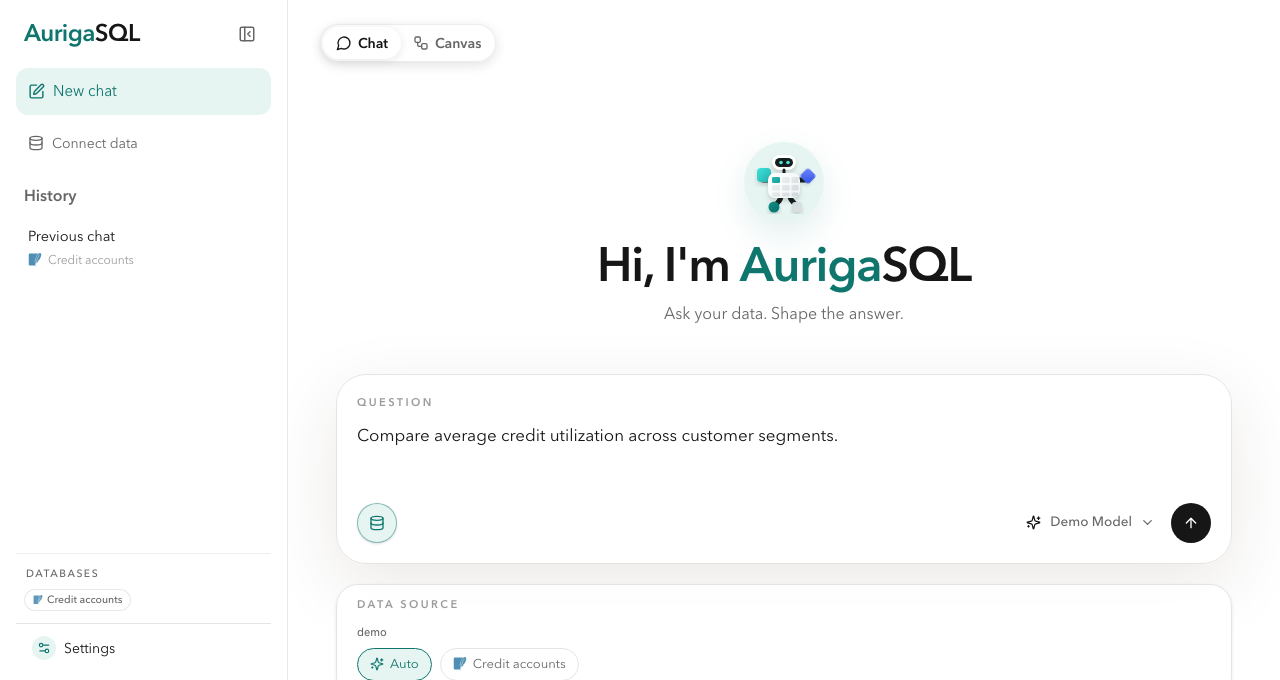 AurigaSQL
New chat
Connect data
History
Previous chat
Credit accounts
DATABASES
Credit accounts
Settings
Chat
Canvas
Hi, I'm AurigaSQL
Ask your data. Shape the answer.
QUESTION
Compare average credit utilization across customer segments.
Demo Model
DATA SOURCE
demo
Auto
Credit accounts